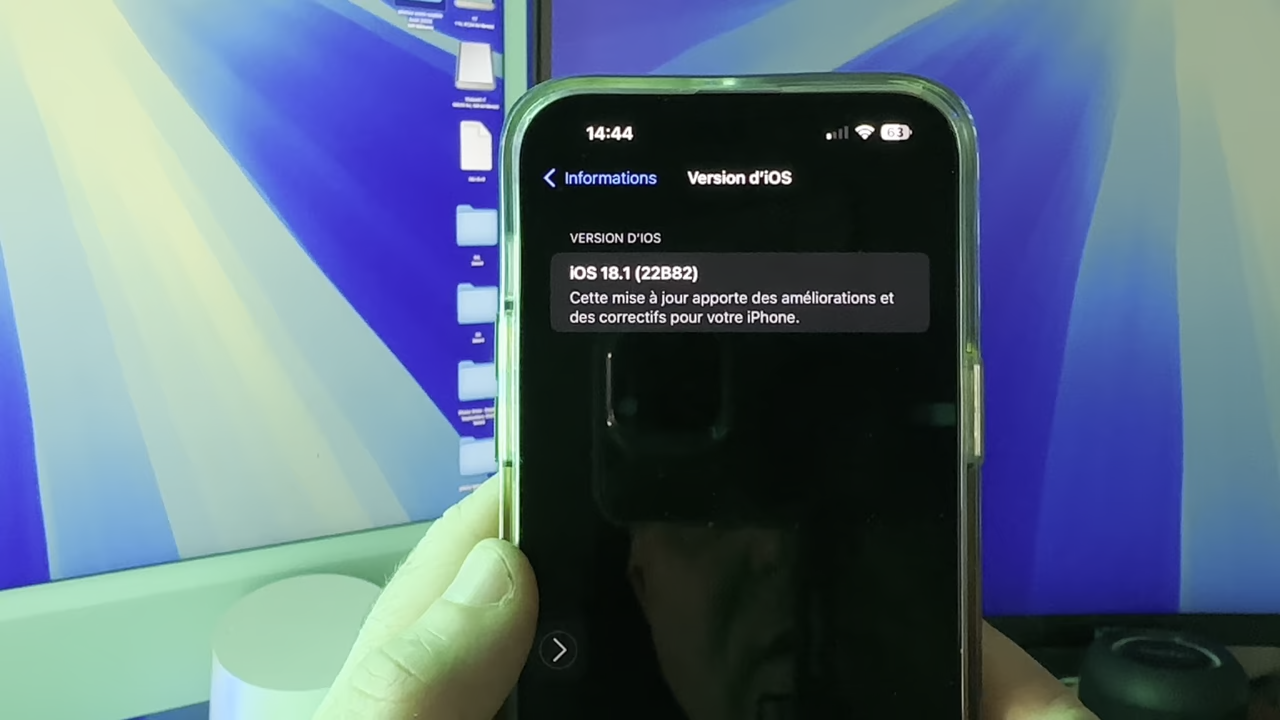 14:44
63
Informations
Version d'iOS
VERSION D'IOS
iOS 18.1 (22B82)
Cette mise à jour apporte des améliorations et
des correctifs pour votre iPhone.